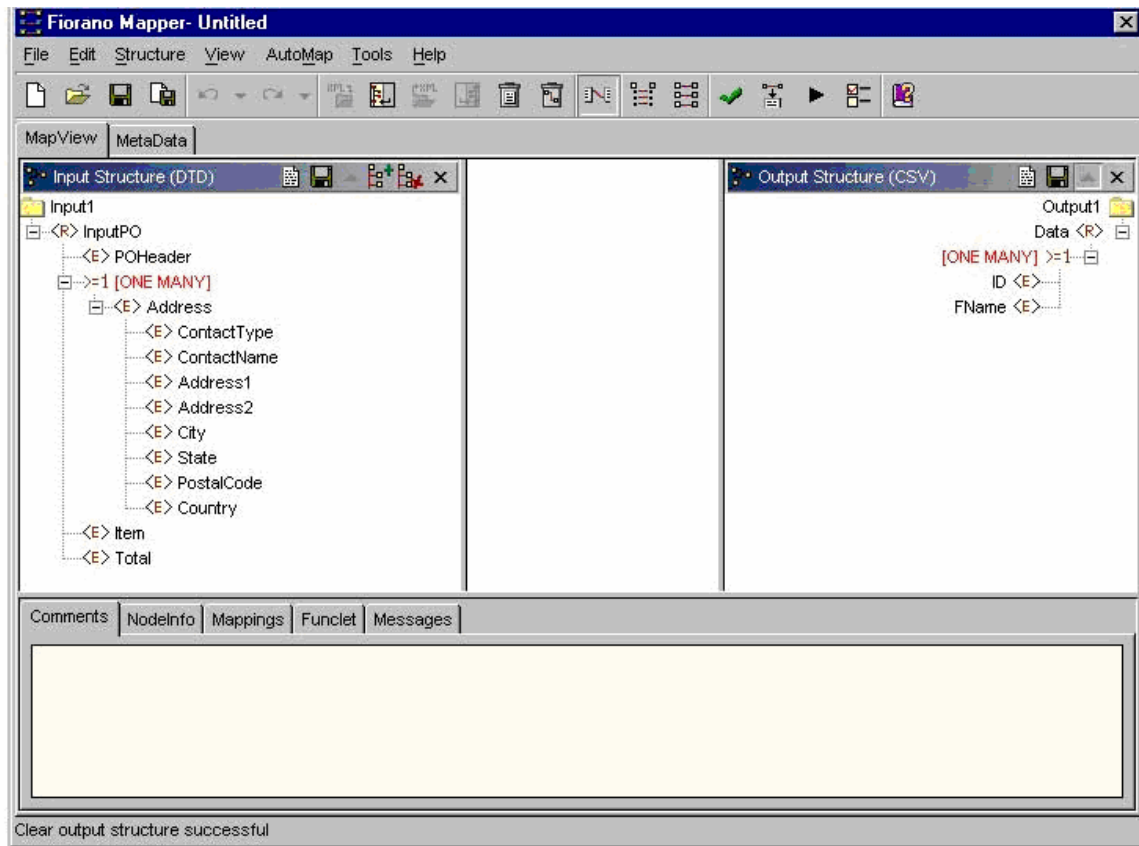 Fiorano Mapper- Untitled
File Edit Structure View AutoMap Tools Help
MapView MetaData
Input Structure (DTD)
Input1
<R> InputPO
<E> POHeader
>=1 [ONE MANY]
<E> Address
<E> ContactType
<E> ContactName
<E> Address1
<E> Address2
<E> City
<E> State
<E> PostalCode
<E> Country
<E> Item
<E> Total
Output Structure (CSV)
Output1
Data <R>
[ONE MANY] >=1
ID <E>
FName <E>
Comments NodeInfo Mappings Funclet Messages
Clear output structure successful